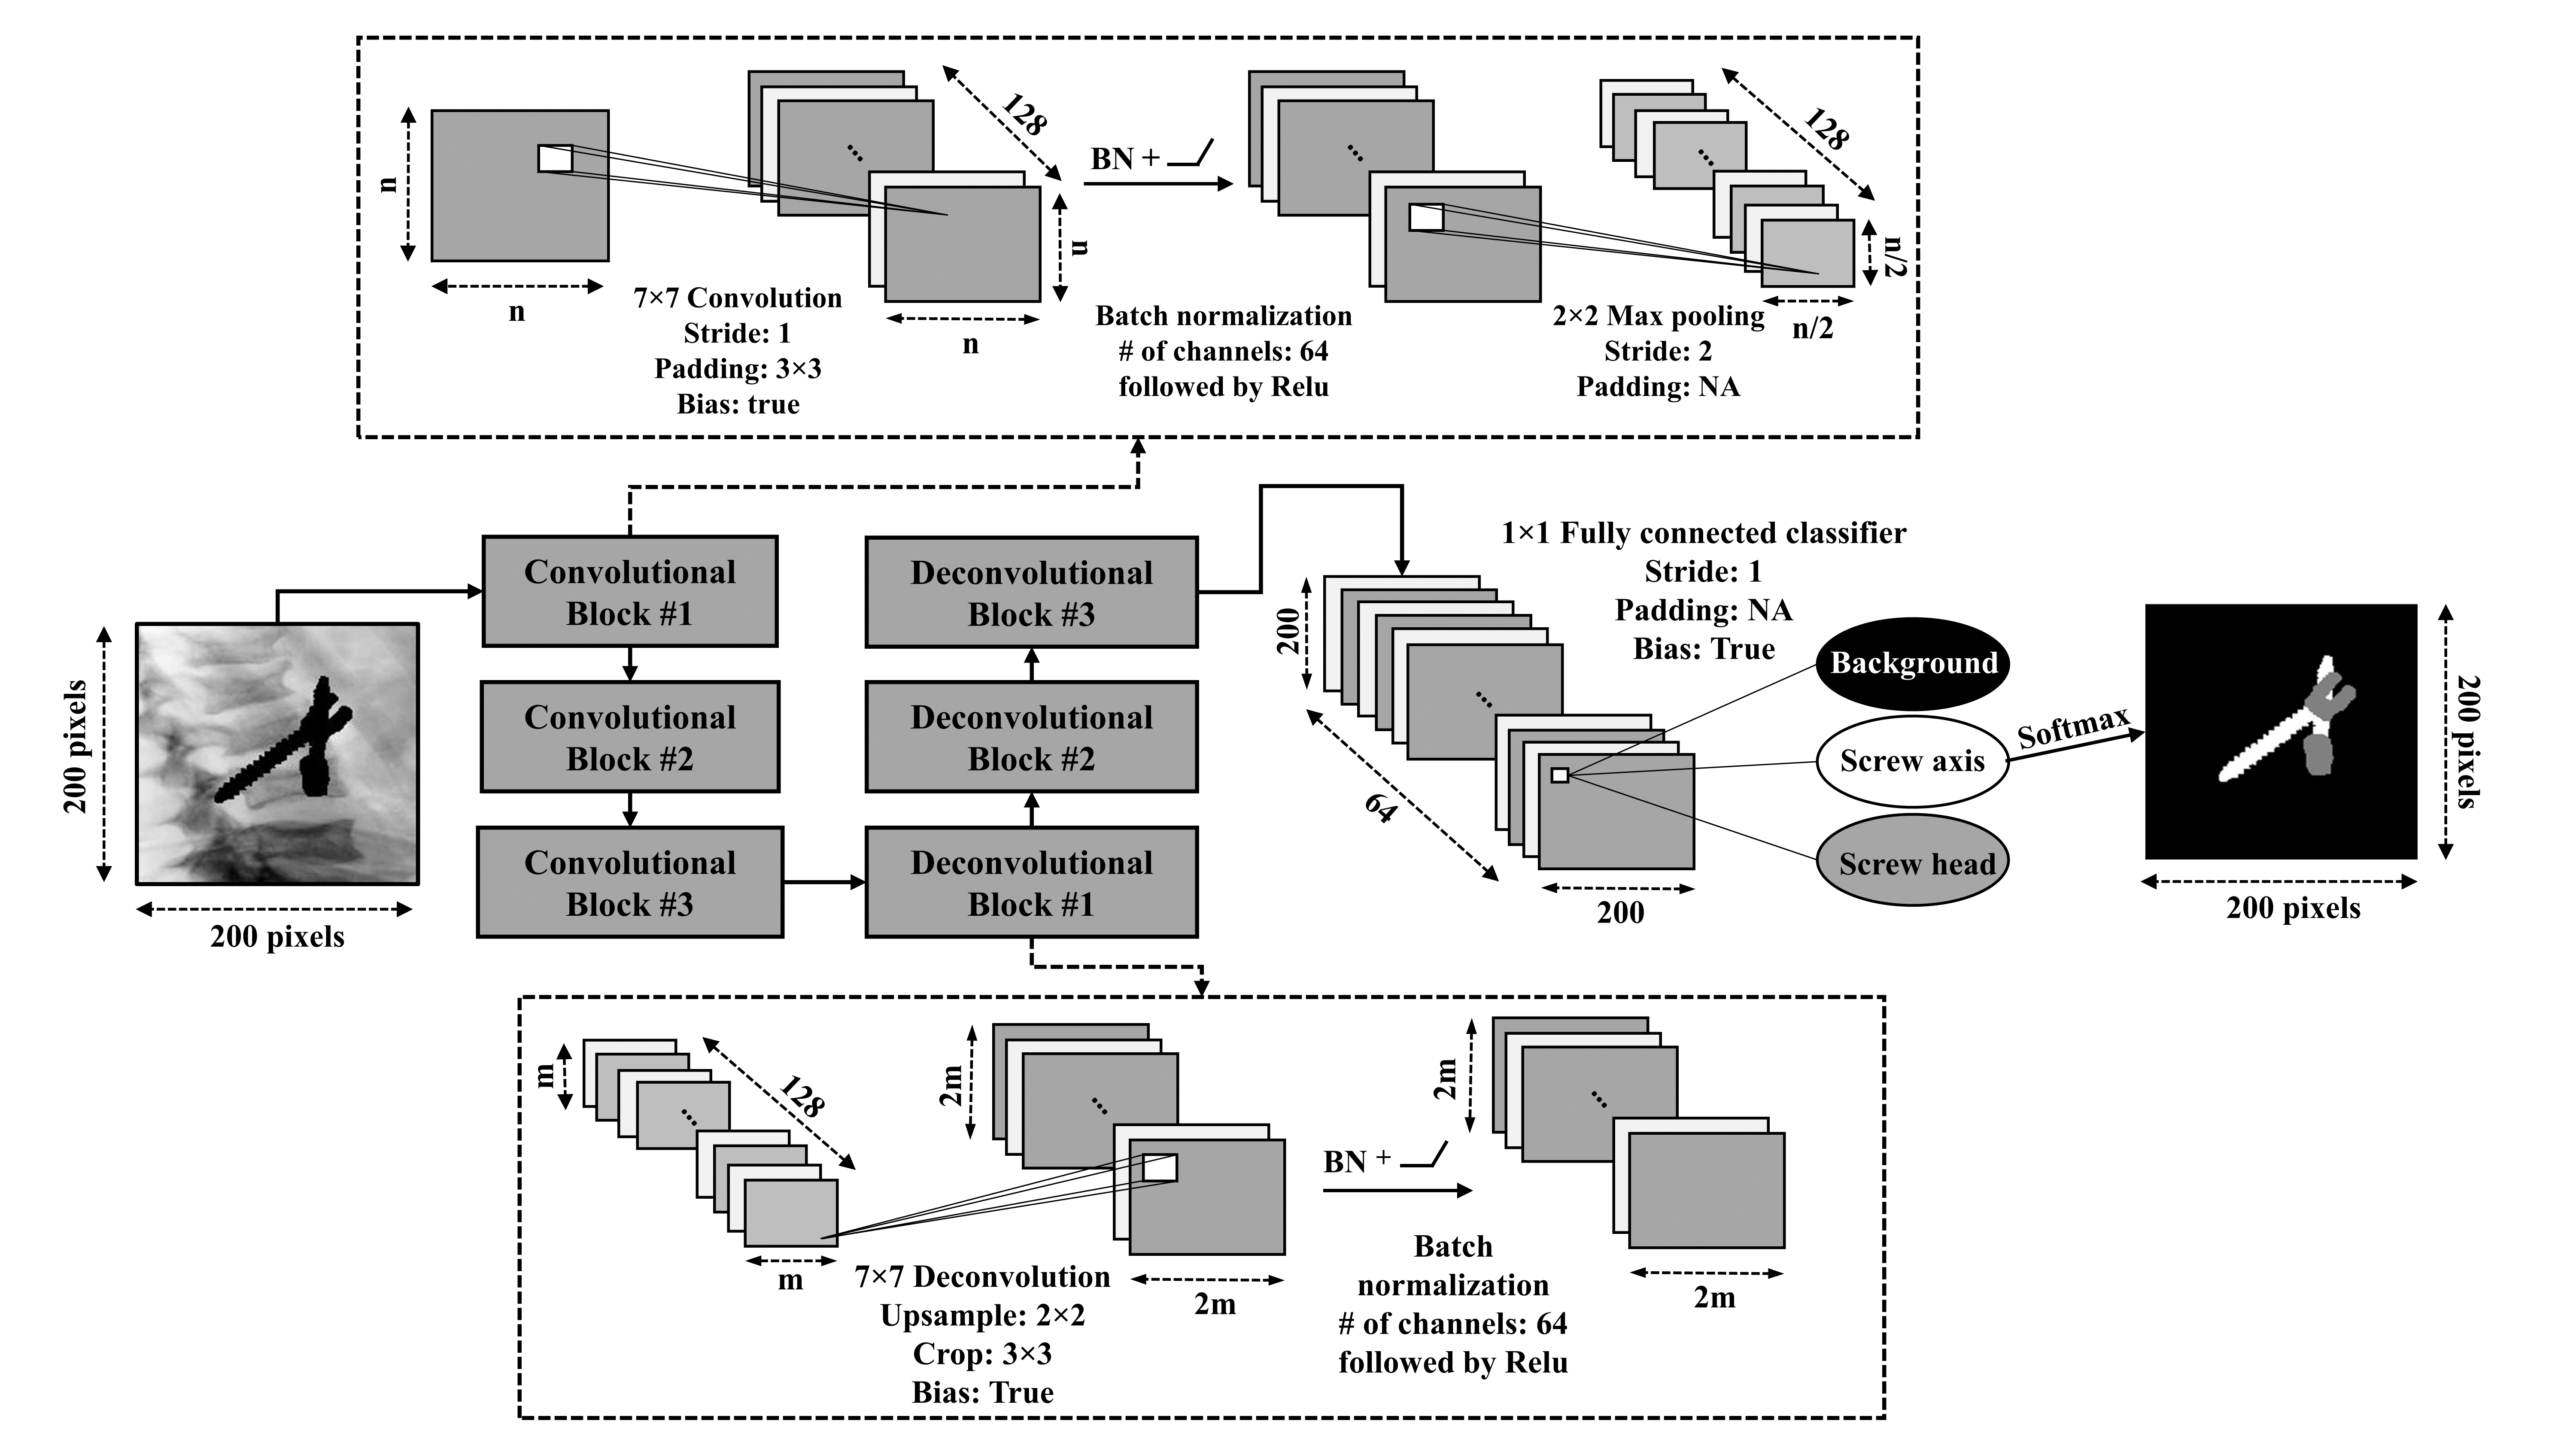 n
n
7×7 Convolution
Stride: 1
Padding: 3×3
Bias: true
128
n
n
BN +
Batch normalization
# of channels: 64
followed by Relu
2×2 Max pooling
Stride: 2
Padding: NA
128
n/2
n/2
200 pixels
200 pixels
Convolutional
Block #1
Convolutional
Block #2
Convolutional
Block #3
Deconvolutional
Block #3
Deconvolutional
Block #2
Deconvolutional
Block #1
200
64
200
1×1 Fully connected classifier
Stride: 1
Padding: NA
Bias: True
Background
Screw axis
Screw head
Softmax
200 pixels
200 pixels
m
128
m
7×7 Deconvolution
Upsample: 2×2
Crop: 3×3
Bias: True
2m
2m
BN +
Batch
normalization
# of channels: 64
followed by Relu
2m
2m